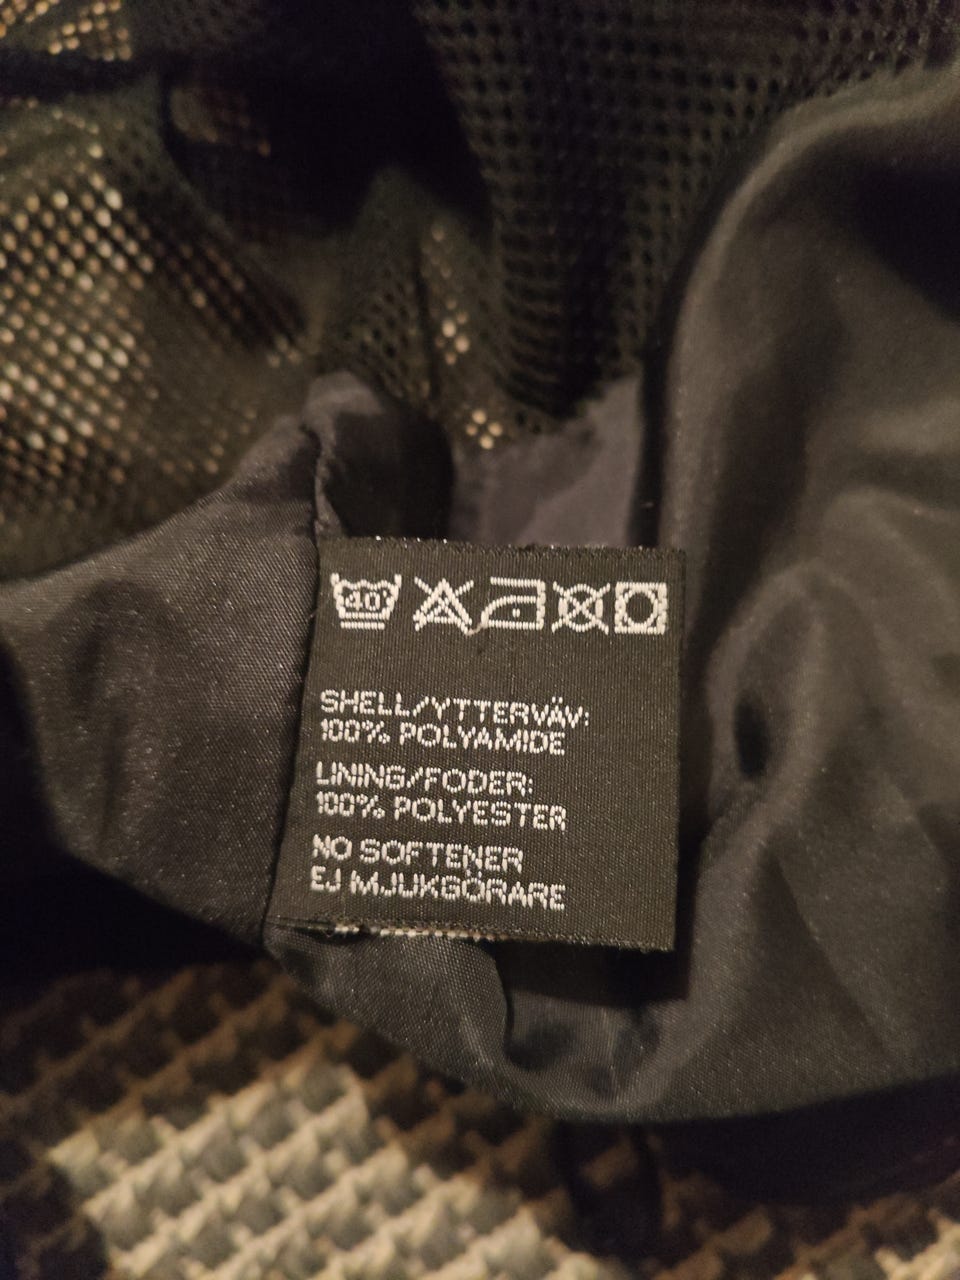 40°
SHELL/YTTERVÄV:
100% POLYAMIDE
LINING/FODER:
100% POLYESTER
NO SOFTENER
EJ MJUKGÖRARE